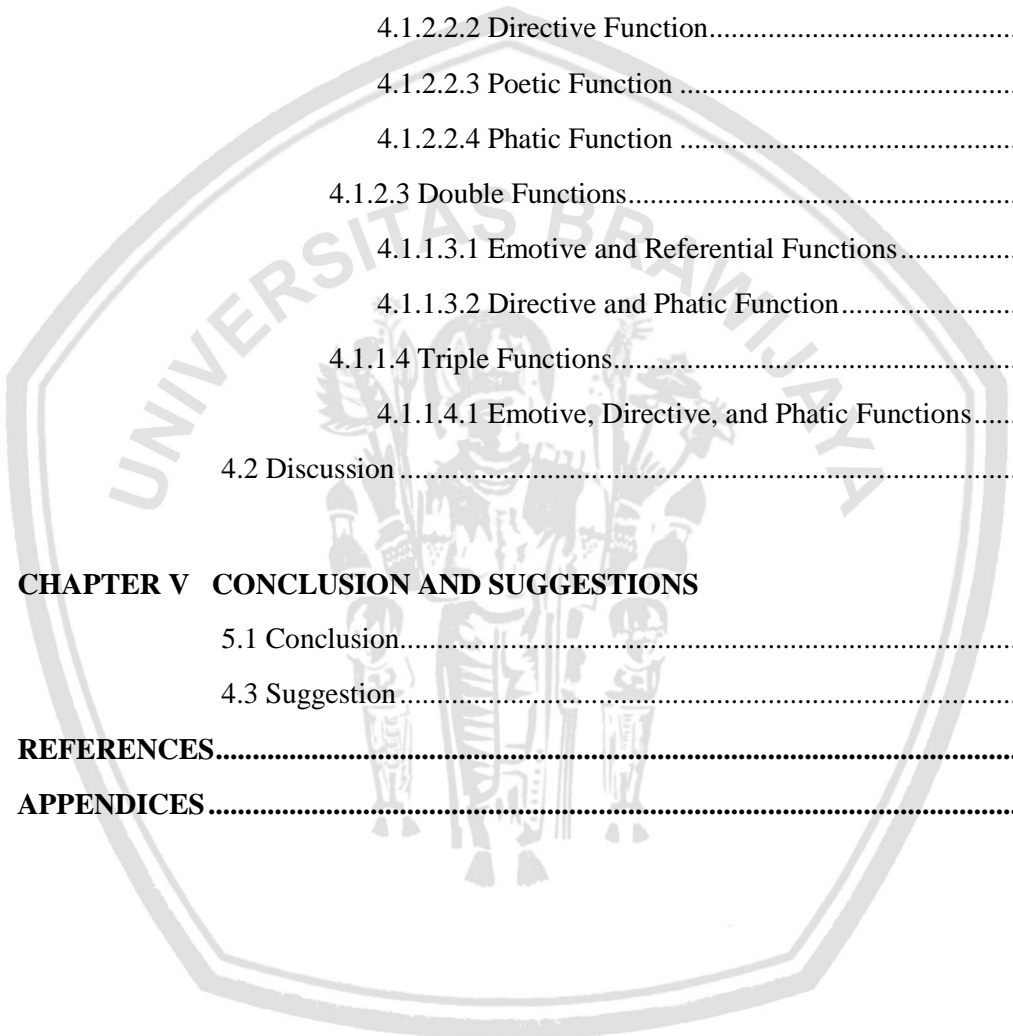 4.1.2.2.2 Directive Function.....................................
4.1.2.2.3 Poetic Function .........................................
4.1.2.2.4 Phatic Function .........................................
4.1.2.3 Double Functions................................................
4.1.1.3.1 Emotive and Referential Functions...............
4.1.1.3.2 Directive and Phatic Function.......................
4.1.1.4 Triple Functions..................................................
4.1.1.4.1 Emotive, Directive, and Phatic Functions.....
4.2 Discussion ..............................................................................
CHAPTER V CONCLUSION AND SUGGESTIONS
5.1 Conclusion..............................................................................
4.3 Suggestion ..............................................................................
REFERENCES.....................................................................................................
APPENDICES ......................................................................................................
UNIVERSITAS BRAWIJAYA